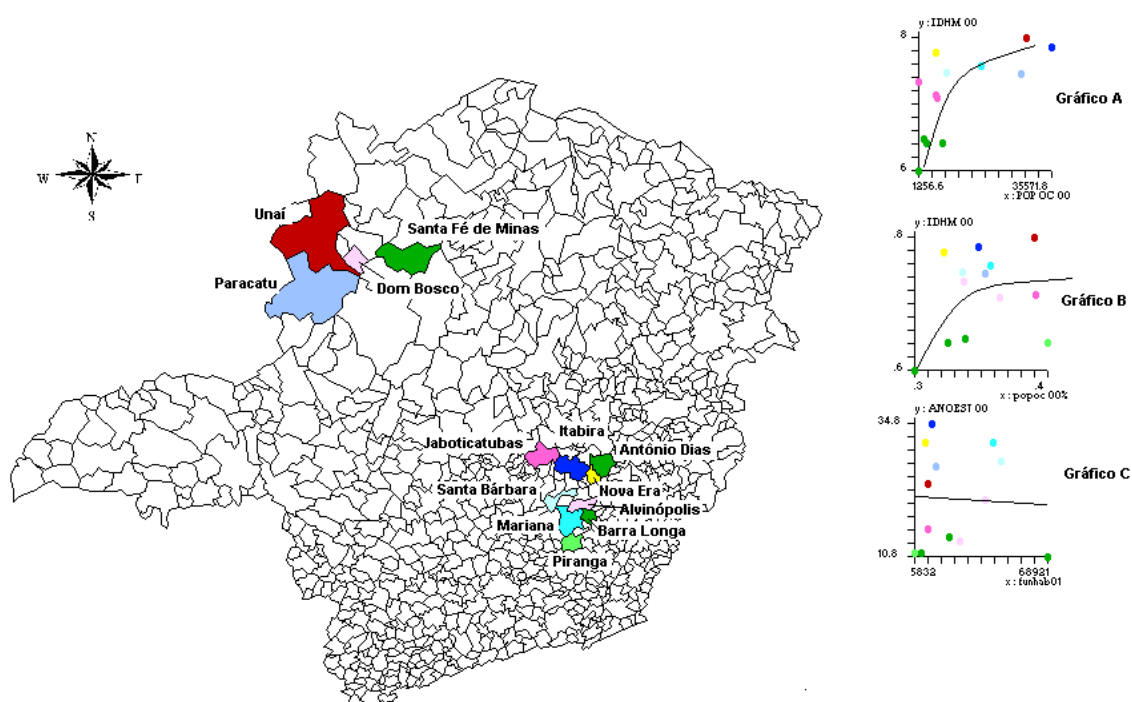 N
W
S
Unaí
Santa Fé de Minas
Paracatu
Dom Bosco
Itabira
Jaboticatubas
António Dias
Santa Bárbara
Nova Era
Alvinópolis
Mariana
Barra Longa
Piranga
y : IDHM 00
.8
.6
1256.6
35571.8
x : POP OC 00
Gráfico A
y : IDHM 00
.8
.6
.3
.4
x : popoc 00%
Gráfico B
y : ANOEST 00
34.8
10.8
5832
68921
x : funhab01
Gráfico C